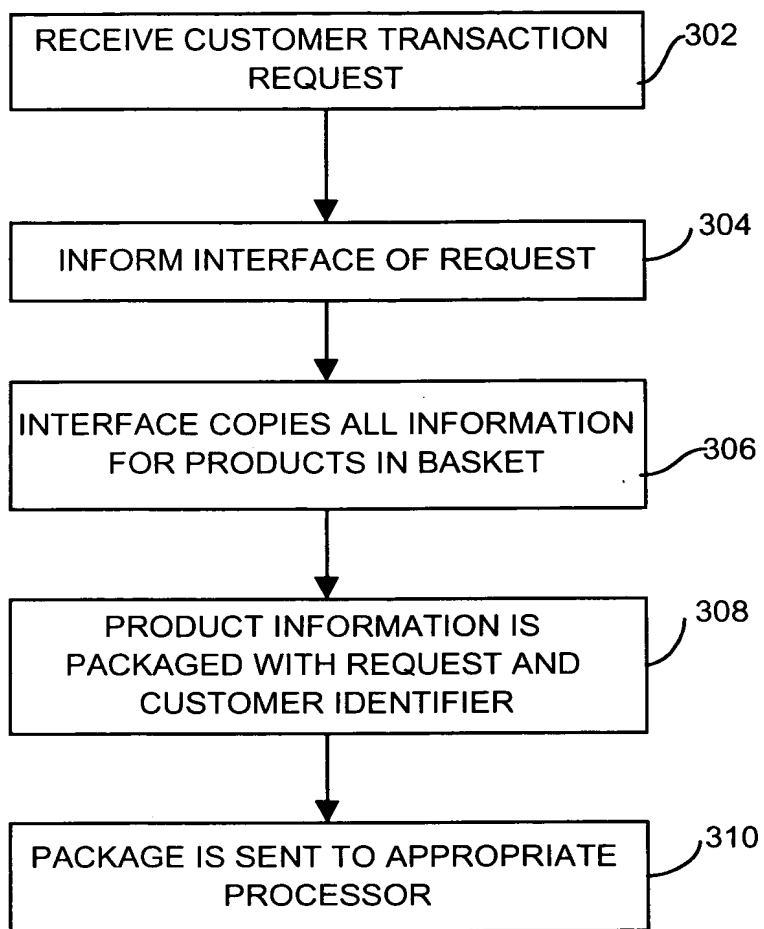 RECEIVE CUSTOMER TRANSACTION
REQUEST
302
INFORM INTERFACE OF REQUEST
304
INTERFACE COPIES ALL INFORMATION
FOR PRODUCTS IN BASKET
306
PRODUCT INFORMATION IS
PACKAGED WITH REQUEST AND
CUSTOMER IDENTIFIER
308
PACKAGE IS SENT TO APPROPRIATE
PROCESSOR
310